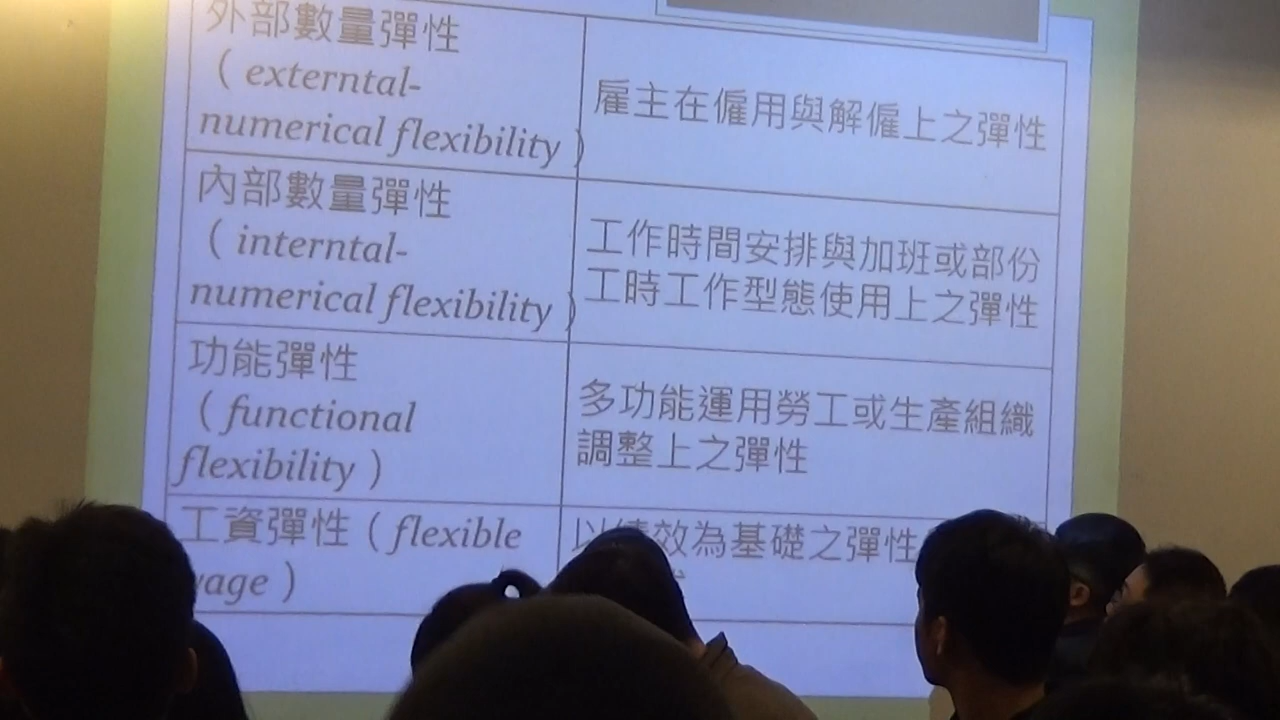 外部數量彈性
（externtal-
numerical flexibility）
雇主在僱用與解僱上之彈性
內部數量彈性
（interntal-
numerical flexibility）
工作時間安排與加班或部份
工時工作型態使用上之彈性
功能彈性
（functional
flexibility）
多功能運用勞工或生產組織
調整上之彈性
工資彈性（flexible
wage）
以績效為基礎之彈性